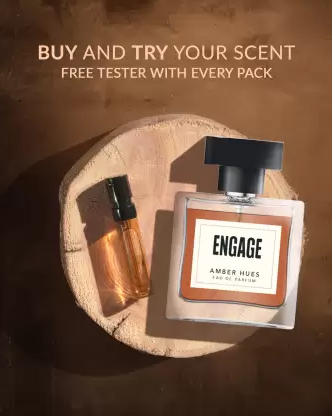 BUY AND TRY YOUR SCENT
FREE TESTER WITH EVERY PACK
ENGAGE
AMBER HUES
EAU DE PARFUM